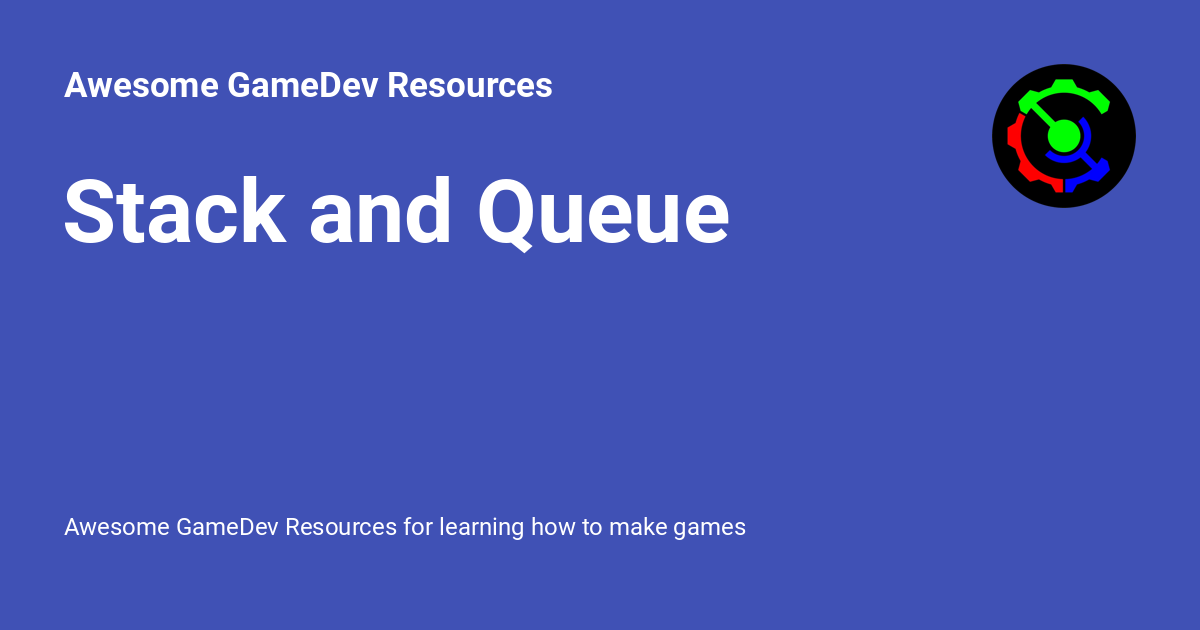 Awesome GameDev Resources
Stack and Queue
Awesome GameDev Resources for learning how to make games